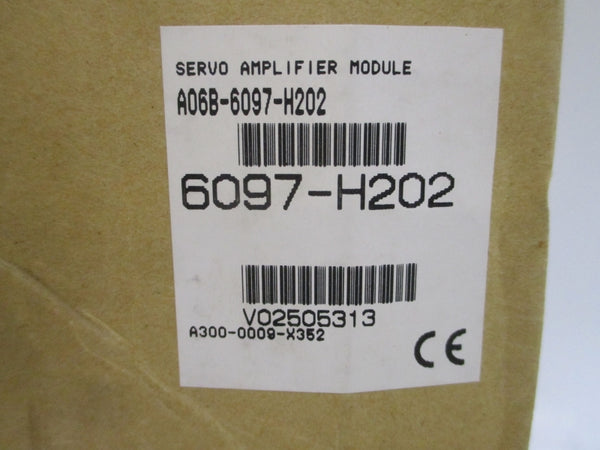 SERVO AMPLIFIER MODULE
A06B-6097-H202
6097-H202
V02505313
A300-0009-X352
CE